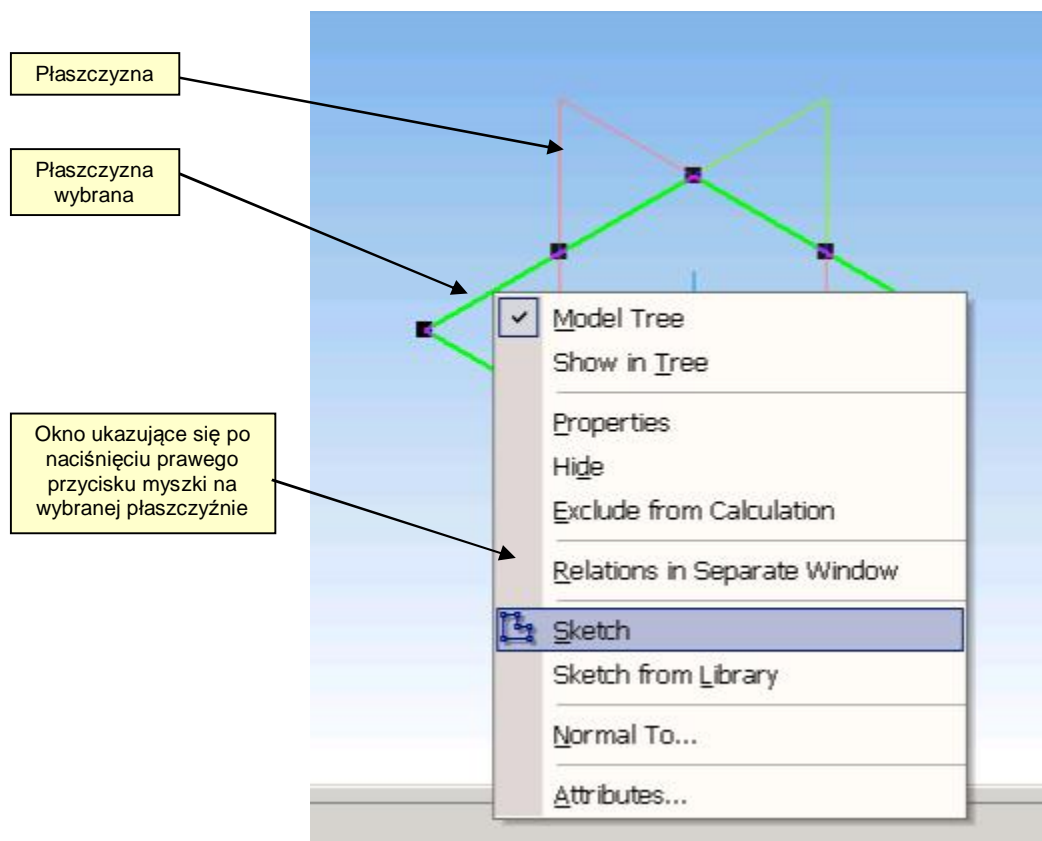 Płaszczyzna
Płaszczyzna
wybrana
Okno ukazujące się po
naciśnięciu prawego
przycisku myszki na
wybranej płaszczyźnie
Model Tree
Show in Tree
Properties
Hide
Exclude from Calculation
Relations in Separate Window
Sketch
Sketch from Library
Normal To...
Attributes...